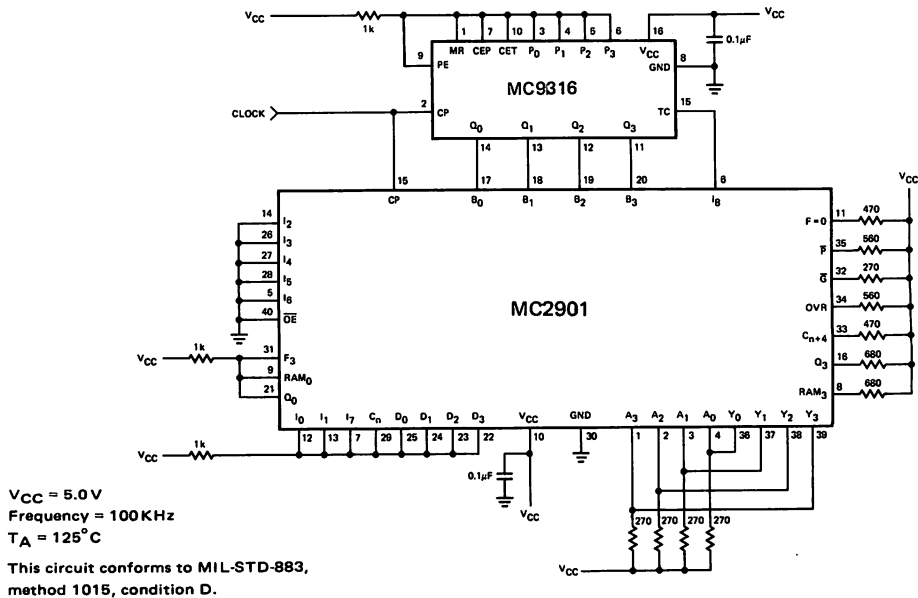 VCC
1k
VCC
1 7 10 3 4 5 6 16
MR CEP CET P0 P1 P2 P3 VCC
0.1µF
9 PE
GND 8
MC9316
15
TC
CLOCK
2 CP
Q0 Q1 Q2 Q3
14 13 12 11
15 17 18 19 20 6
CP B0 B1 B2 B3 I8
VCC
14 I2
26 I3
27 I4
28 I5
5 I6
40 OE
MC2901
F=0 11 470
P 35 560
G 32 270
OVR 34 560
Cn+4 33 470
Q3 16 680
RAM3 8 680
VCC 1k
31 F3
9 RAM0
21 Q0
I0 I1 I7 Cn D0 D1 D2 D3 VCC GND A3 A2 A1 A0 Y0 Y1 Y2 Y3
12 13 7 29 25 24 23 22 10 30 1 2 3 4 36 37 38 39
VCC 1k
0.1µF
VCC
270 270 270 270
VCC
VCC = 5.0 V
Frequency = 100KHz
TA = 125°C
This circuit conforms to MIL-STD-883,
method 1015, condition D.